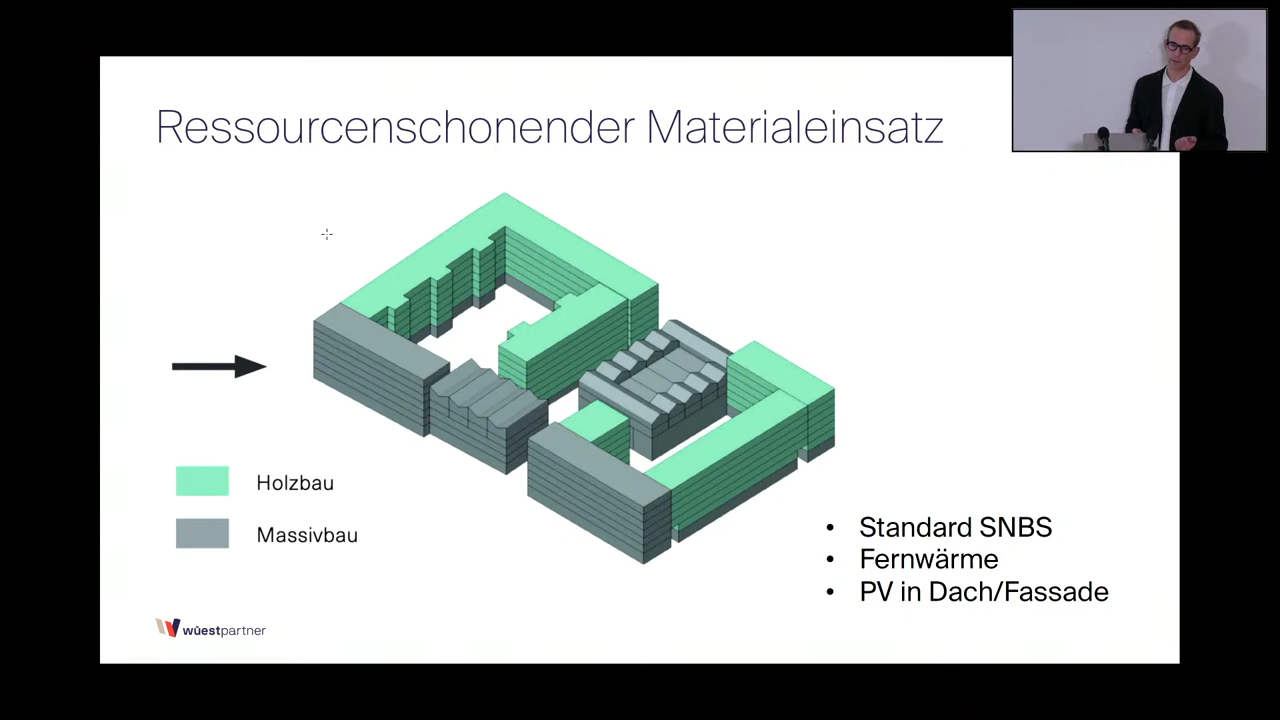 Ressourcenschonender Materialeinsatz
Holzbau
Massivbau
• Standard SNBS
• Fernwärme
• PV in Dach/Fassade
wüestpartner